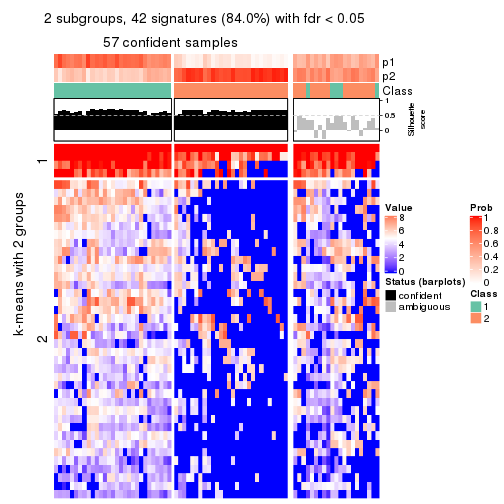 2 subgroups, 42 signatures (84.0%) with fdr < 0.05
57 confident samples
p1
p2
Class
1
0.5
0
Silhouette
score
k-means with 2 groups
1
2
Value
8
6
4
2
0
Status (barplots)
confident
ambiguous
Prob
1
0.8
0.6
0.4
0.2
0
Class
1
2